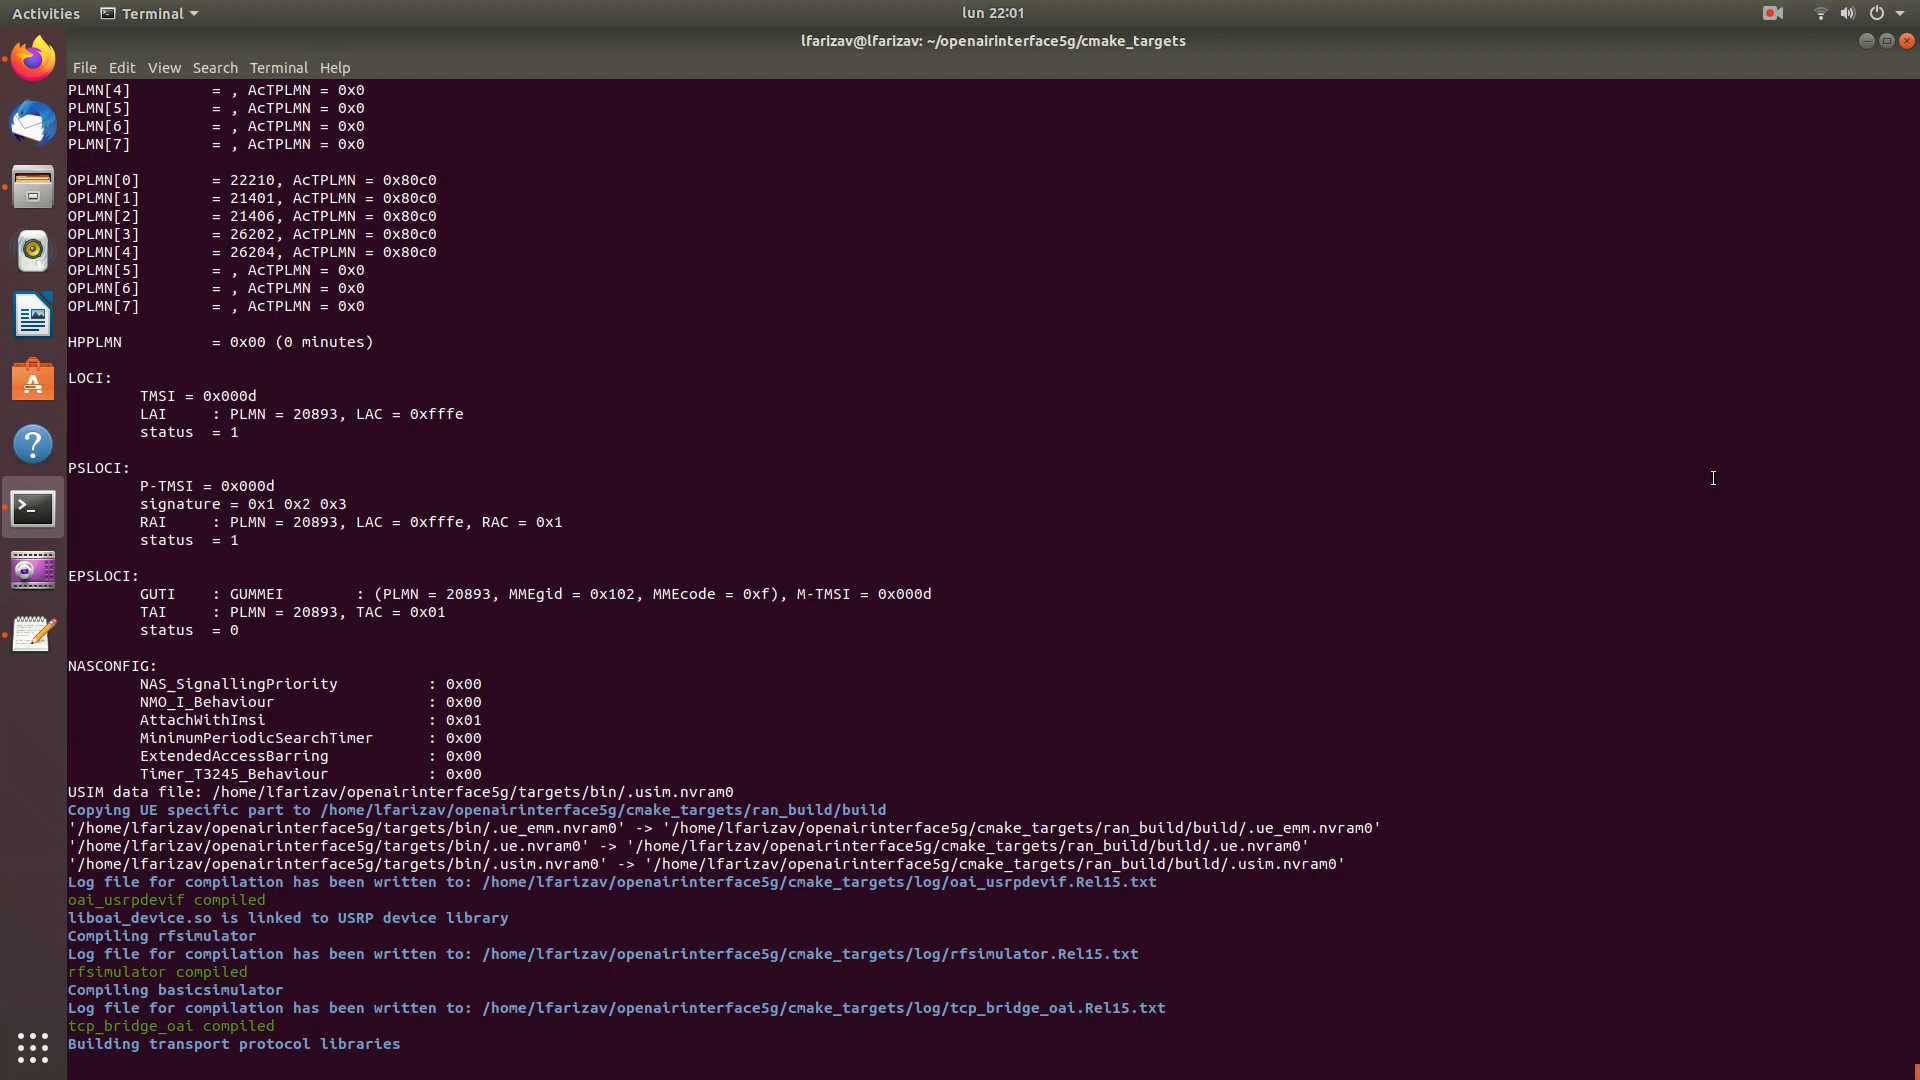 Activities Terminal lun 22:01
lfarizav@lfarizav: ~/openairinterface5g/cmake_targets
File Edit View Search Terminal Help
PLMN[4] = , AcTPLMN = 0x0
PLMN[5] = , AcTPLMN = 0x0
PLMN[6] = , AcTPLMN = 0x0
PLMN[7] = , AcTPLMN = 0x0
OPLMN[0] = 22210, AcTPLMN = 0x80c0
OPLMN[1] = 21401, AcTPLMN = 0x80c0
OPLMN[2] = 21406, AcTPLMN = 0x80c0
OPLMN[3] = 26202, AcTPLMN = 0x80c0
OPLMN[4] = 26204, AcTPLMN = 0x80c0
OPLMN[5] = , AcTPLMN = 0x0
OPLMN[6] = , AcTPLMN = 0x0
OPLMN[7] = , AcTPLMN = 0x0
HPPLMN = 0x00 (0 minutes)
LOCI:
TMSI = 0x000d
LAI : PLMN = 20893, LAC = 0xfffe
status = 1
PSLOCI:
P-TMSI = 0x000d
signature = 0x1 0x2 0x3
RAI : PLMN = 20893, LAC = 0xfffe, RAC = 0x1
status = 1
EPSLOCI:
GUTI : GUMMEI : (PLMN = 20893, MMEgid = 0x102, MMEcode = 0xf), M-TMSI = 0x000d
TAI : PLMN = 20893, TAC = 0x01
status = 0
NASCONFIG:
NAS_SignallingPriority : 0x00
NMO_I_Behaviour : 0x00
AttachWithImsi : 0x01
MinimumPeriodicSearchTimer : 0x00
ExtendedAccessBarring : 0x00
Timer_T3245_Behaviour : 0x00
USIM data file: /home/lfarizav/openairinterface5g/targets/bin/.usim.nvram0
Copying UE specific part to /home/lfarizav/openairinterface5g/cmake_targets/ran_build/build
'/home/lfarizav/openairinterface5g/targets/bin/.ue_emm.nvram0' -> '/home/lfarizav/openairinterface5g/cmake_targets/ran_build/build/.ue_emm.nvram0'
'/home/lfarizav/openairinterface5g/targets/bin/.ue.nvram0' -> '/home/lfarizav/openairinterface5g/cmake_targets/ran_build/build/.ue.nvram0'
'/home/lfarizav/openairinterface5g/targets/bin/.usim.nvram0' -> '/home/lfarizav/openairinterface5g/cmake_targets/ran_build/build/.usim.nvram0'
Log file for compilation has been written to: /home/lfarizav/openairinterface5g/cmake_targets/log/oai_usrpdevif.Rel15.txt
oai_usrpdevif compiled
liboai_device.so is linked to USRP device library
Compiling rfsimulator
Log file for compilation has been written to: /home/lfarizav/openairinterface5g/cmake_targets/log/rfsimulator.Rel15.txt
rfsimulator compiled
Compiling basicsimulator
Log file for compilation has been written to: /home/lfarizav/openairinterface5g/cmake_targets/log/tcp_bridge_oai.Rel15.txt
tcp_bridge_oai compiled
Building transport protocol libraries